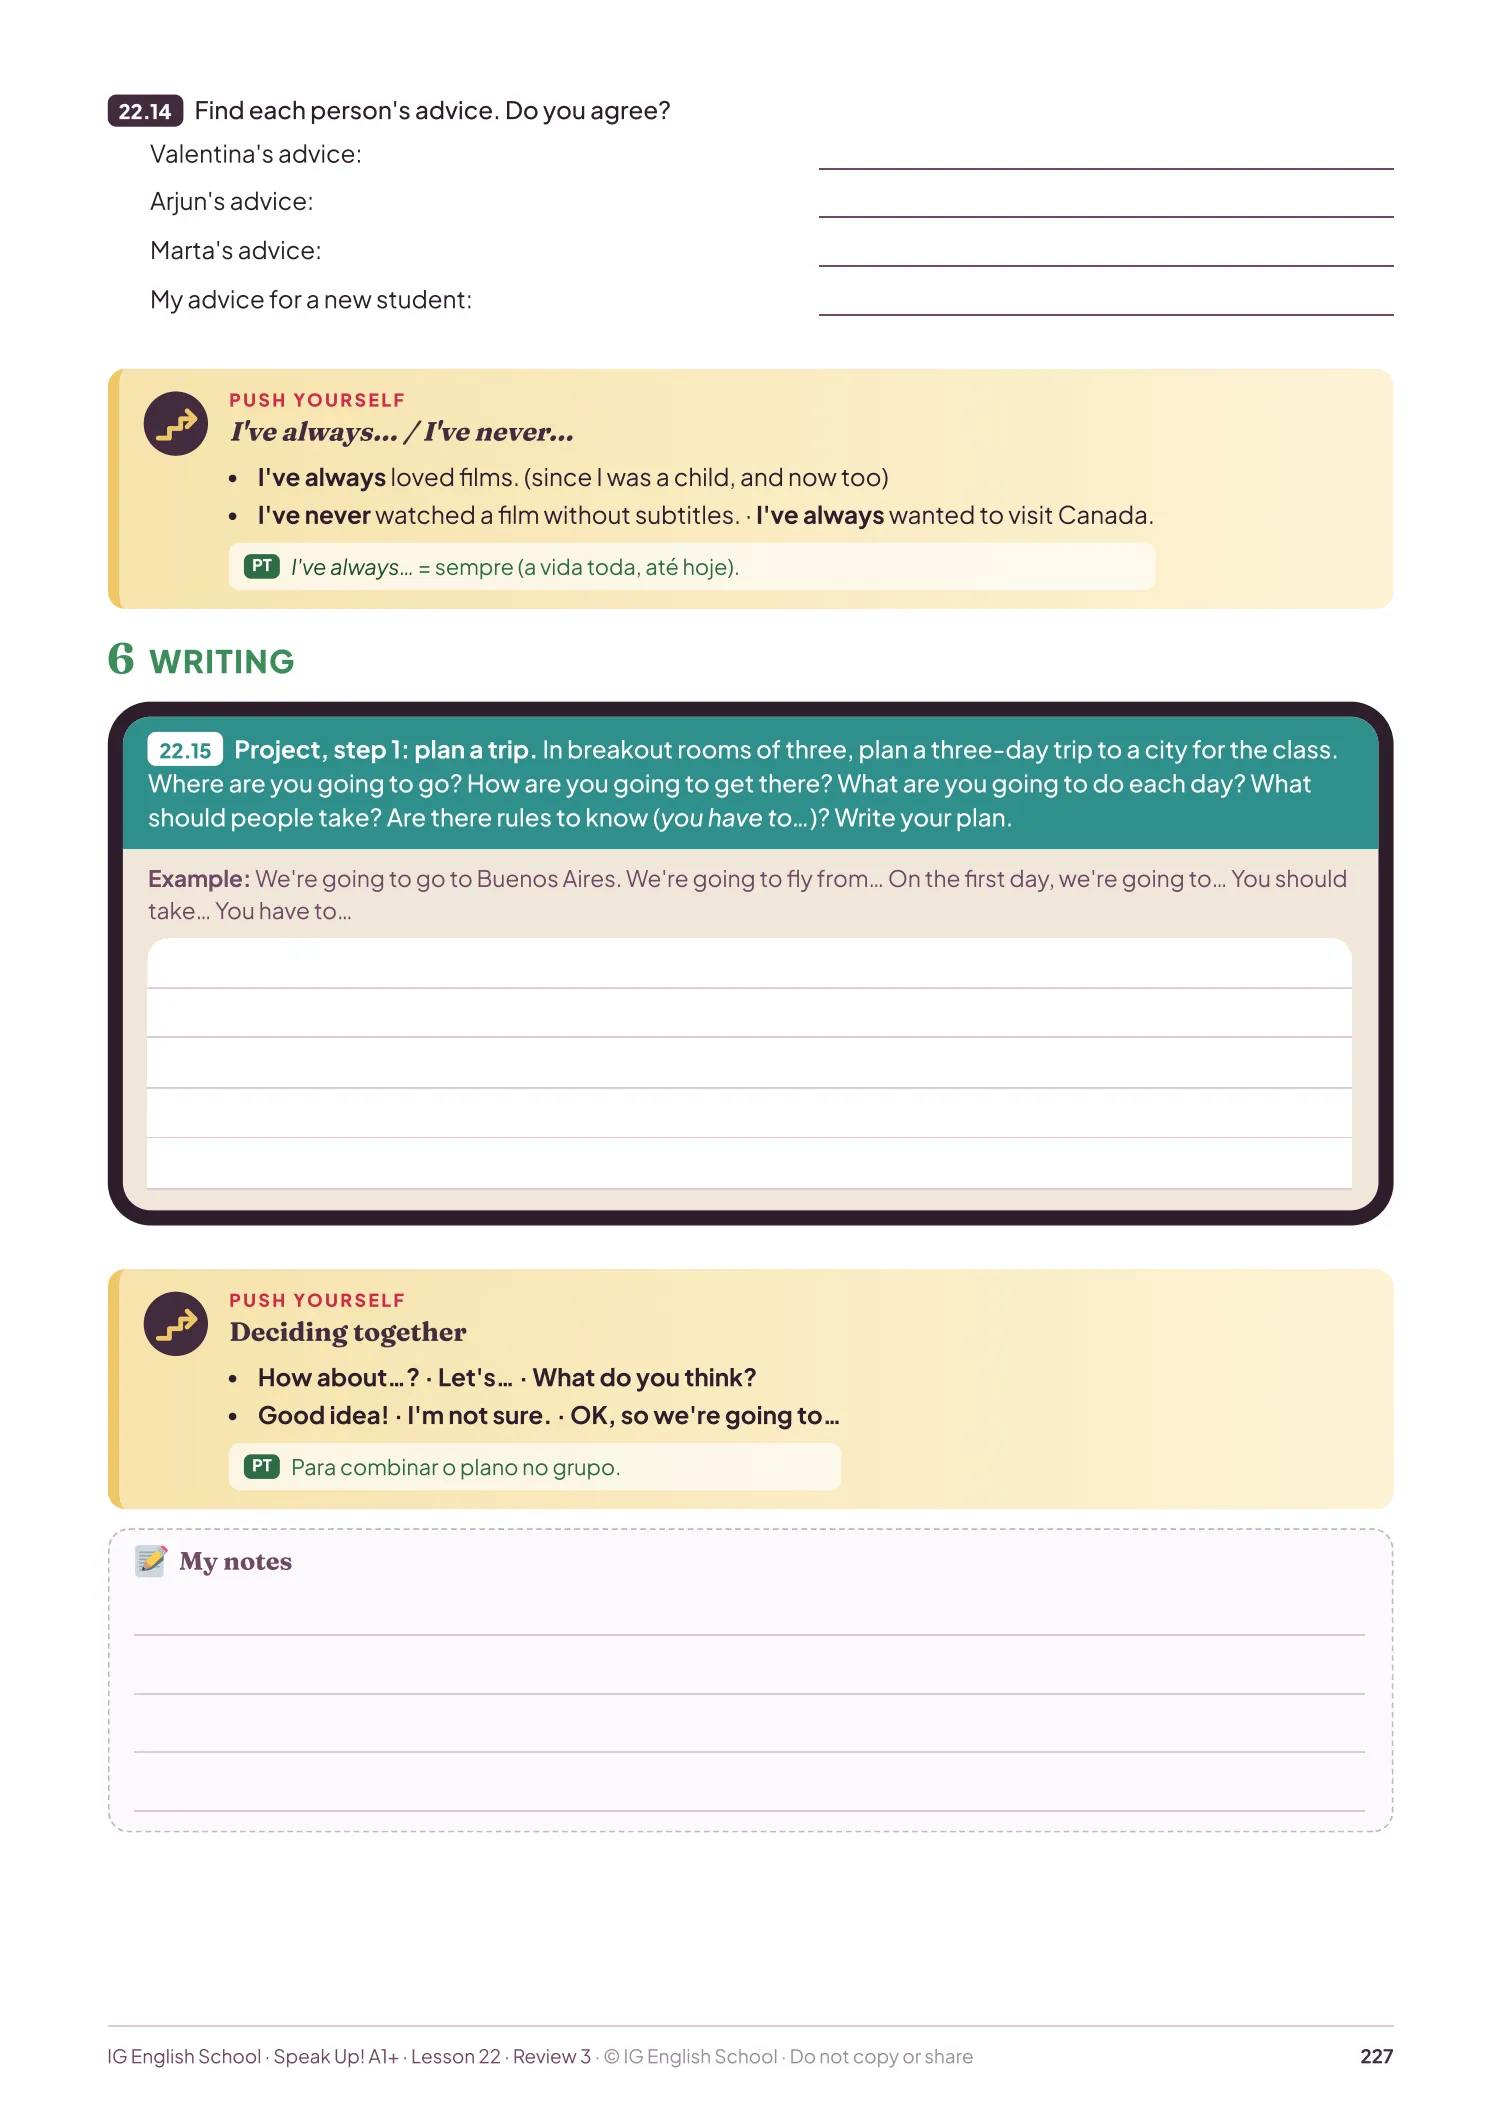 22.14 Find each person's advice. Do you agree?
Valentina's advice:
Arjun's advice:
Marta's advice:
My advice for a new student:
PUSH YOURSELF
I've always… / I've never…
• I've always loved films. (since I was a child, and now too)
• I've never watched a film without subtitles. · I've always wanted to visit Canada.
PT I've always… = sempre (a vida toda, até hoje).
6 WRITING
22.15 Project, step 1: plan a trip. In breakout rooms of three, plan a three-day trip to a city for the class.
Where are you going to go? How are you going to get there? What are you going to do each day? What
should people take? Are there rules to know (you have to…)? Write your plan.
Example: We're going to go to Buenos Aires. We're going to fly from… On the first day, we're going to… You should
take… You have to…
PUSH YOURSELF
Deciding together
• How about…? · Let's… · What do you think?
• Good idea! · I'm not sure. · OK, so we're going to…
PT Para combinar o plano no grupo.
My notes
IG English School · Speak Up! A1+ · Lesson 22 · Review 3 · © IG English School · Do not copy or share 227